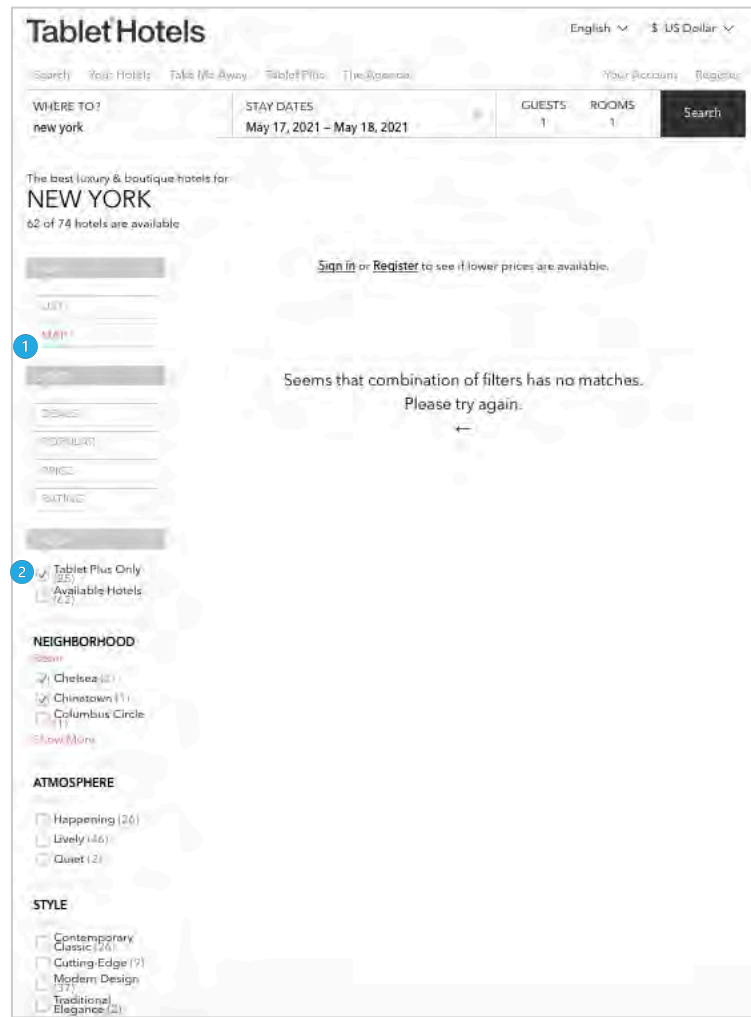 Tablet Hotels
English $ US Dollar
Search Your Hotels Take Me Away Tablet Plus The Agenda Your Account Register
WHERE TO? STAY DATES GUESTS ROOMS Search
new york May 17, 2021 – May 18, 2021 1 1
The best luxury & boutique hotels for
NEW YORK
62 of 74 hotels are available
Sign in or Register to see if lower prices are available.
LIST
MAP
1
Seems that combination of filters has no matches.
Please try again.
←
DEALS
POPULAR
PRICE
RATING
2
Tablet Plus Only
Available Hotels
(62)
NEIGHBORHOOD
Reset
Chelsea (2)
Chinatown (1)
Columbus Circle
(1)
Show More
ATMOSPHERE
Happening (26)
Lively (46)
Quiet (2)
STYLE
Contemporary
Classic (26)
Cutting-Edge (9)
Modern Design
(37)
Traditional
Elegance (2)